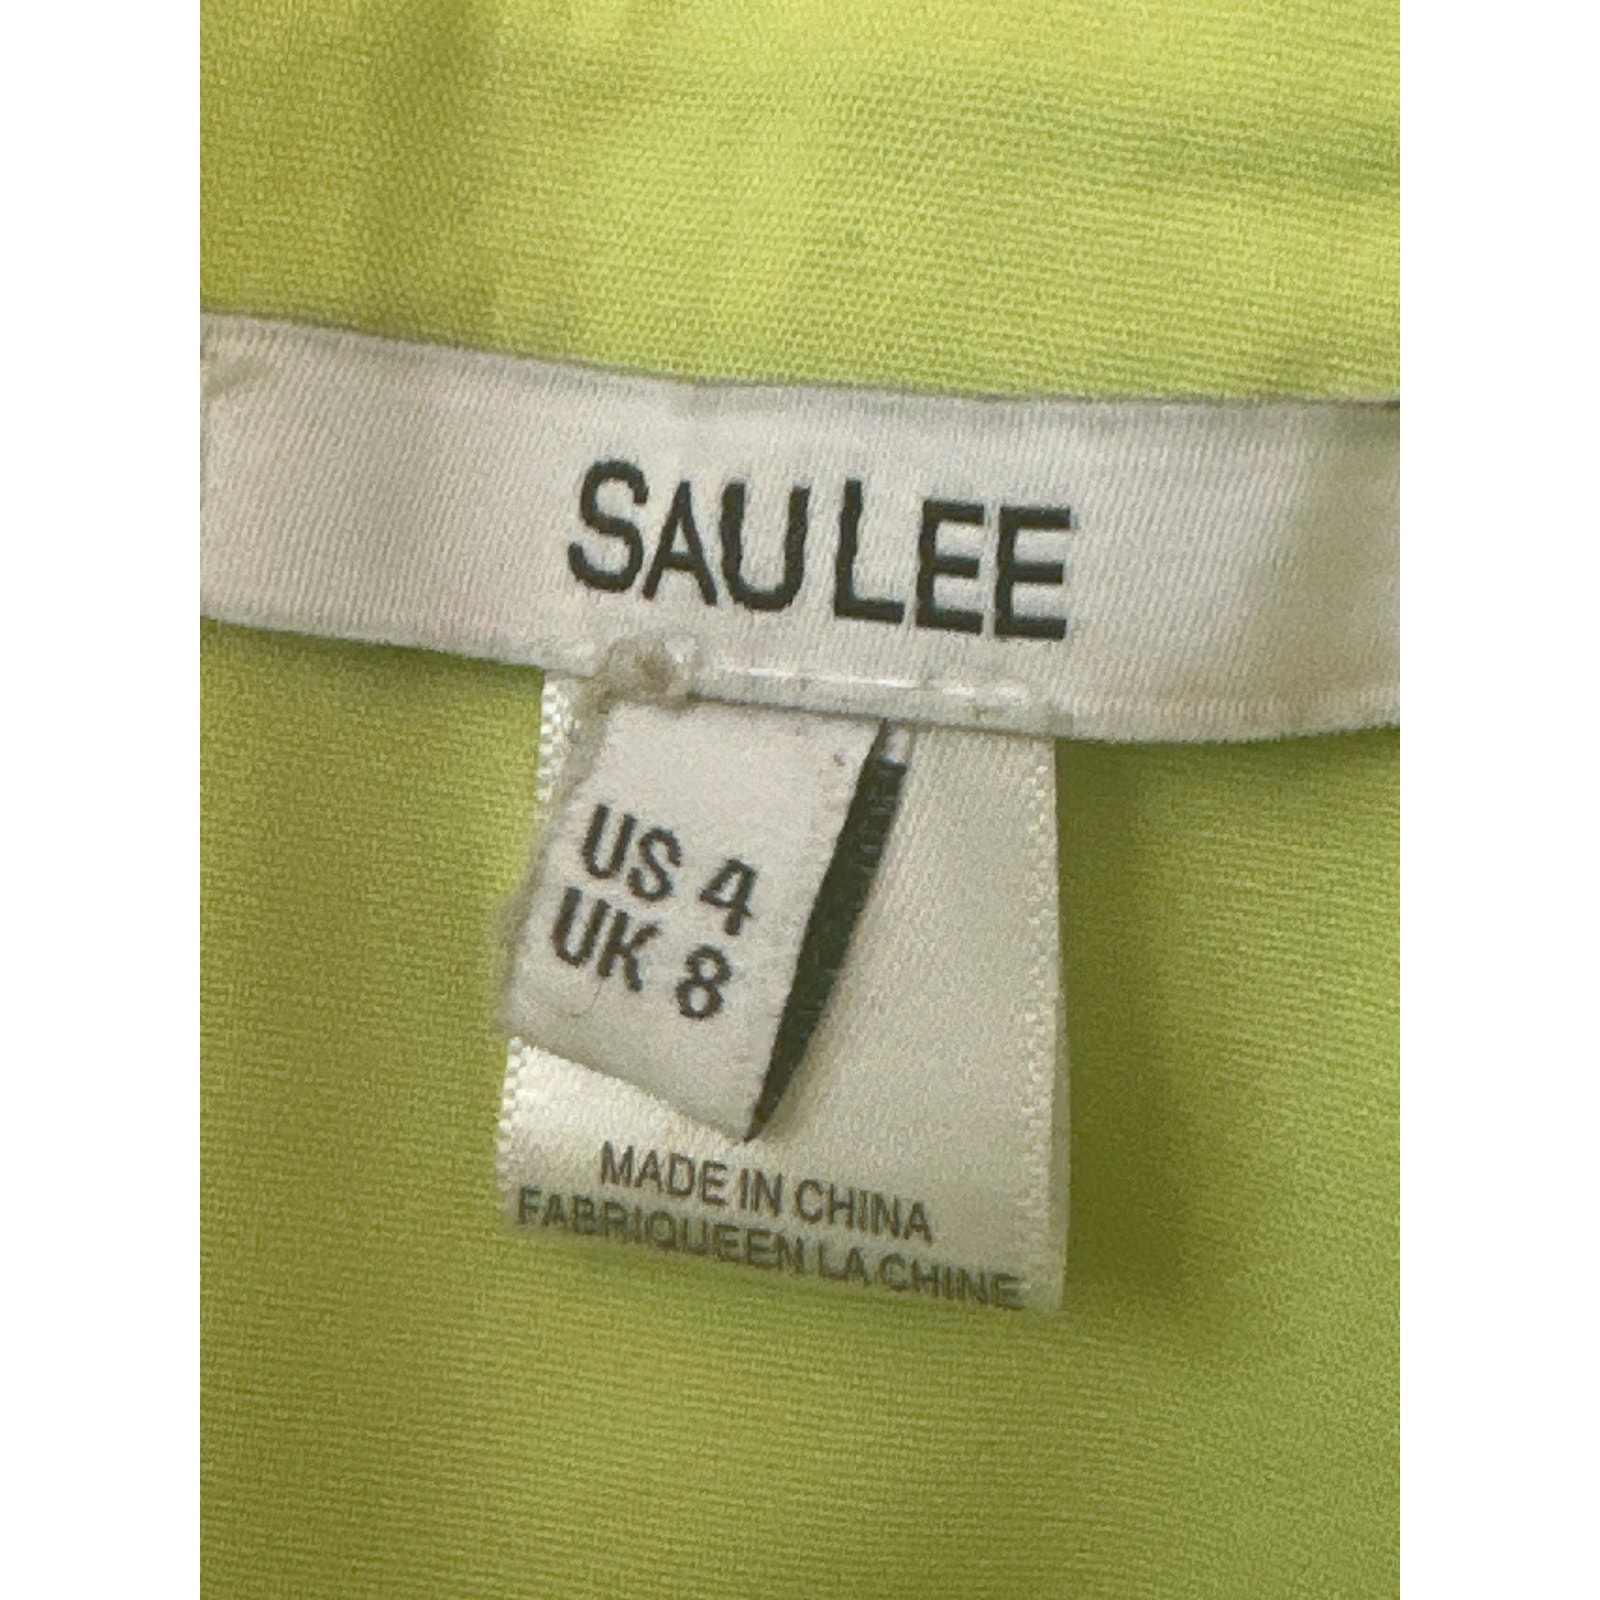 SAU LEE
US 4
UK 8
MADE IN CHINA
FABRIQUEEN LA CHINE